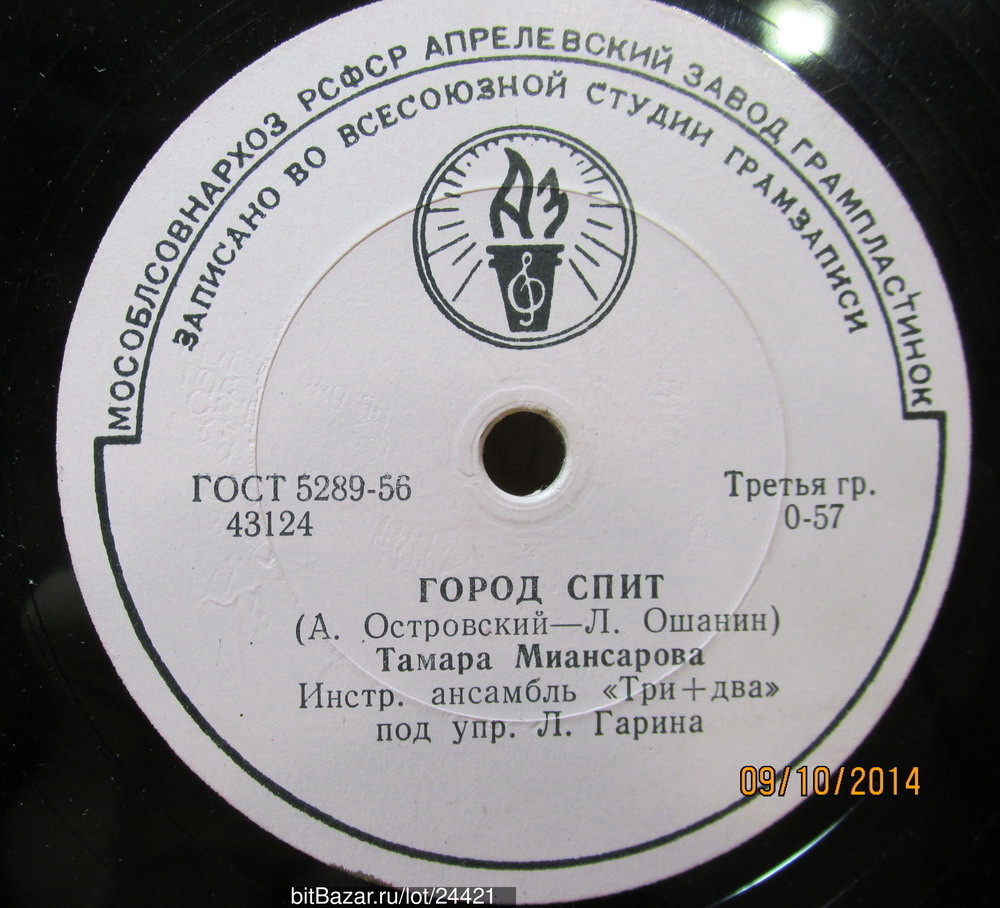 МОСОБЛСОВНАРХОЗ РСФСР АПРЕЛЕВСКИЙ ЗАВОД ГРАМПЛАСТИНОК
ЗАПИСАНО ВО ВСЕСОЮЗНОЙ СТУДИИ ГРАМЗАПИСИ
АЗ
ГОСТ 5289-56
43124
Третья гр.
0-57
ГОРОД СПИТ
(А. Островский—Л. Ошанин)
Тамара Миансарова
Инстр. ансамбль «Три+два»
под упр. Л. Гарина
09/10/2014
bitBazar.ru/lot/24421